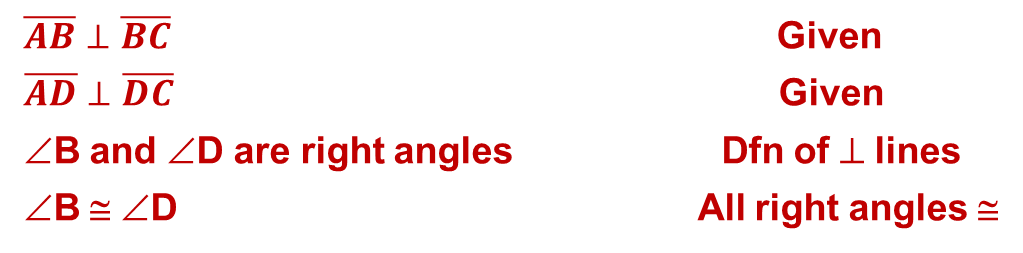 AB ⊥ BC Given
AD ⊥ DC Given
∠B and ∠D are right angles Dfn of ⊥ lines
∠B ≅ ∠D All right angles ≅